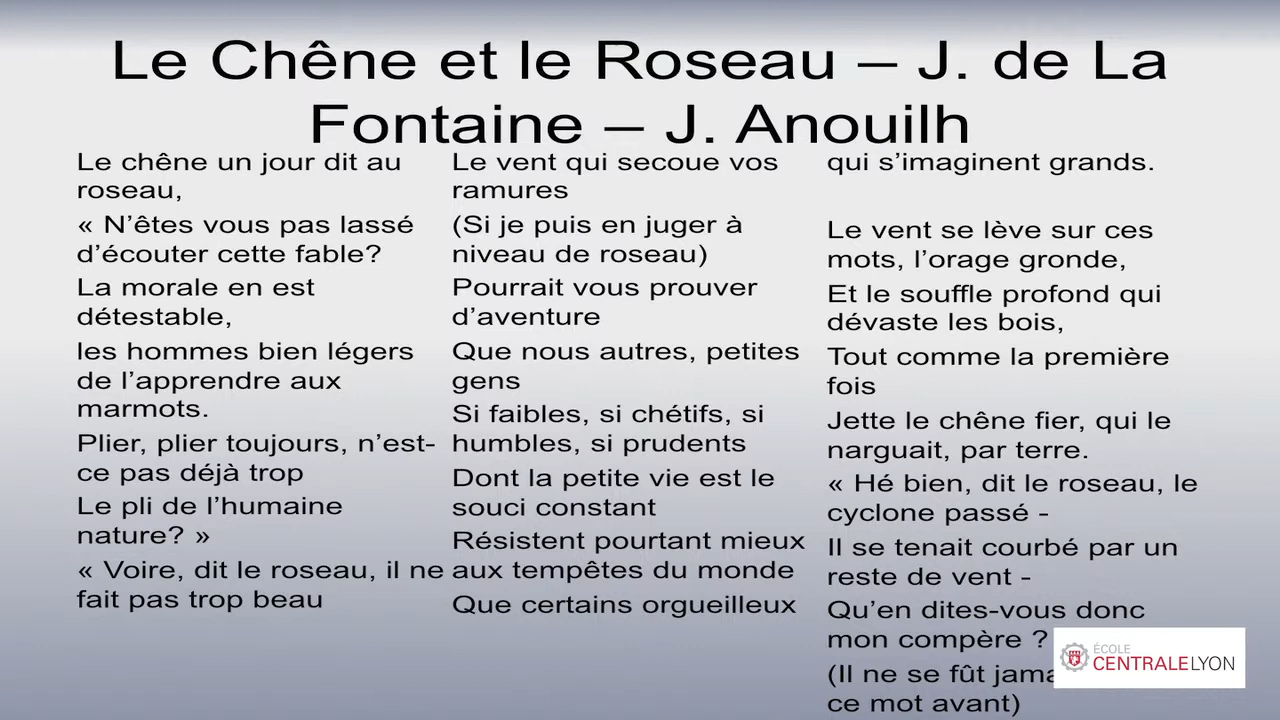 Le Chêne et le Roseau – J. de La
Fontaine – J. Anouilh
Le chêne un jour dit au
roseau,
« N’êtes vous pas lassé
d’écouter cette fable?
La morale en est
détestable,
les hommes bien légers
de l’apprendre aux
marmots.
Plier, plier toujours, n’est-
ce pas déjà trop
Le pli de l’humaine
nature? »
« Voire, dit le roseau, il ne
fait pas trop beau
Le vent qui secoue vos
ramures
(Si je puis en juger à
niveau de roseau)
Pourrait vous prouver
d’aventure
Que nous autres, petites
gens
Si faibles, si chétifs, si
humbles, si prudents
Dont la petite vie est le
souci constant
Résistent pourtant mieux
aux tempêtes du monde
Que certains orgueilleux
qui s’imaginent grands.
Le vent se lève sur ces
mots, l’orage gronde,
Et le souffle profond qui
dévaste les bois,
Tout comme la première
fois
Jette le chêne fier, qui le
narguait, par terre.
« Hé bien, dit le roseau, le
cyclone passé -
Il se tenait courbé par un
reste de vent -
Qu’en dites-vous donc
mon compère ?
(Il ne se fût
ce mot avant)
ÉCOLE
CENTRALELYON